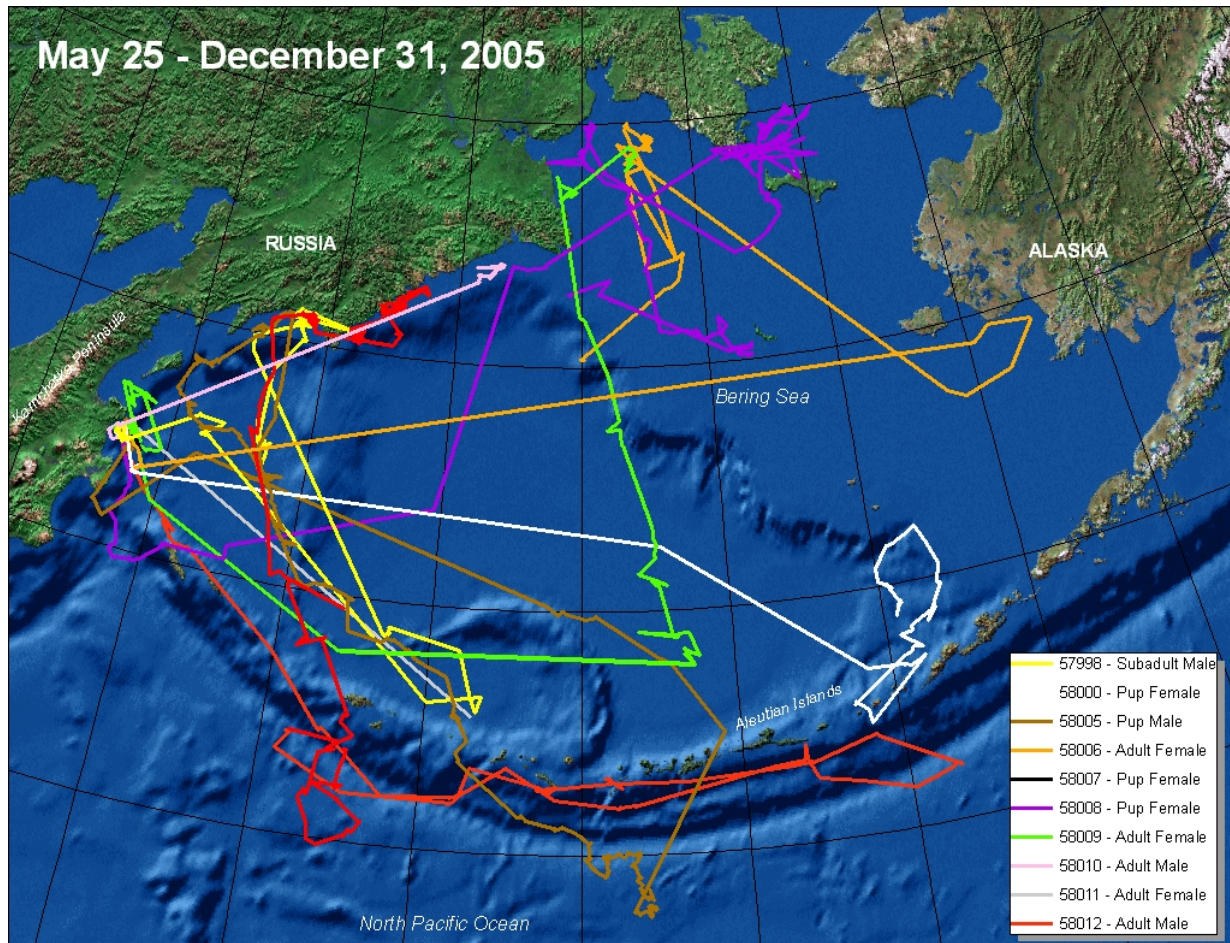 May 25 - December 31, 2005
RUSSIA
ALASKA
Kamchatka Peninsula
Bering Sea
Aleutian Islands
North Pacific Ocean
57998 - Subadult Male
58000 - Pup Female
58005 - Pup Male
58006 - Adult Female
58007 - Pup Female
58008 - Pup Female
58009 - Adult Female
58010 - Adult Male
58011 - Adult Female
58012 - Adult Male